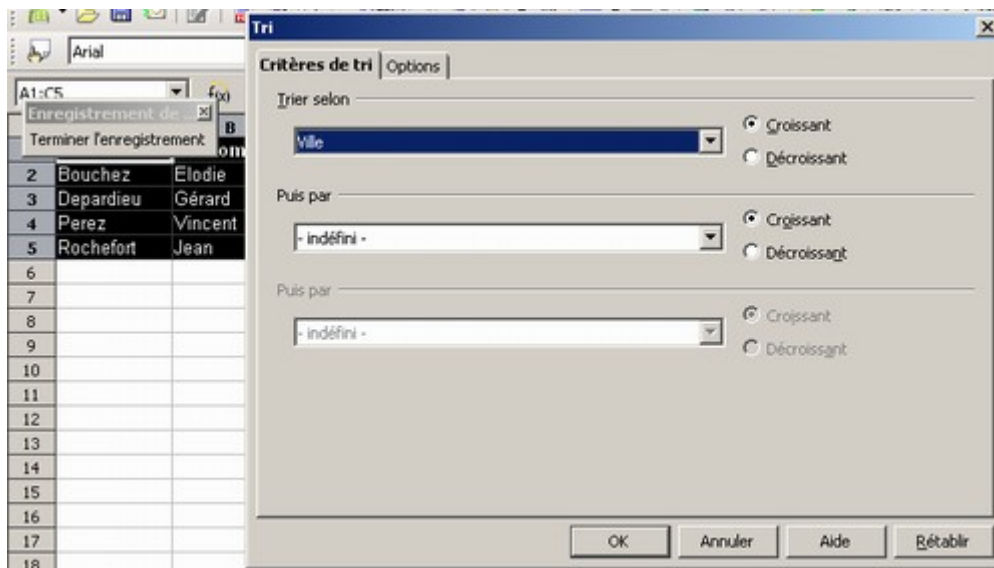 Tri
Arial
Critères de tri Options
A1:C5 f(x)
Enregistrement de ...
Terminer l'enregistrement
B
Trier selon
Ville
Croissant
Décroissant
2 Bouchez Elodie
3 Depardieu Gérard
4 Perez Vincent
5 Rochefort Jean
6
7
8
9
10
11
12
13
14
15
16
17
18
Puis par
- indéfini -
Croissant
Décroissant
Puis par
- indéfini -
Croissant
Décroissant
OK Annuler Aide Rétablir